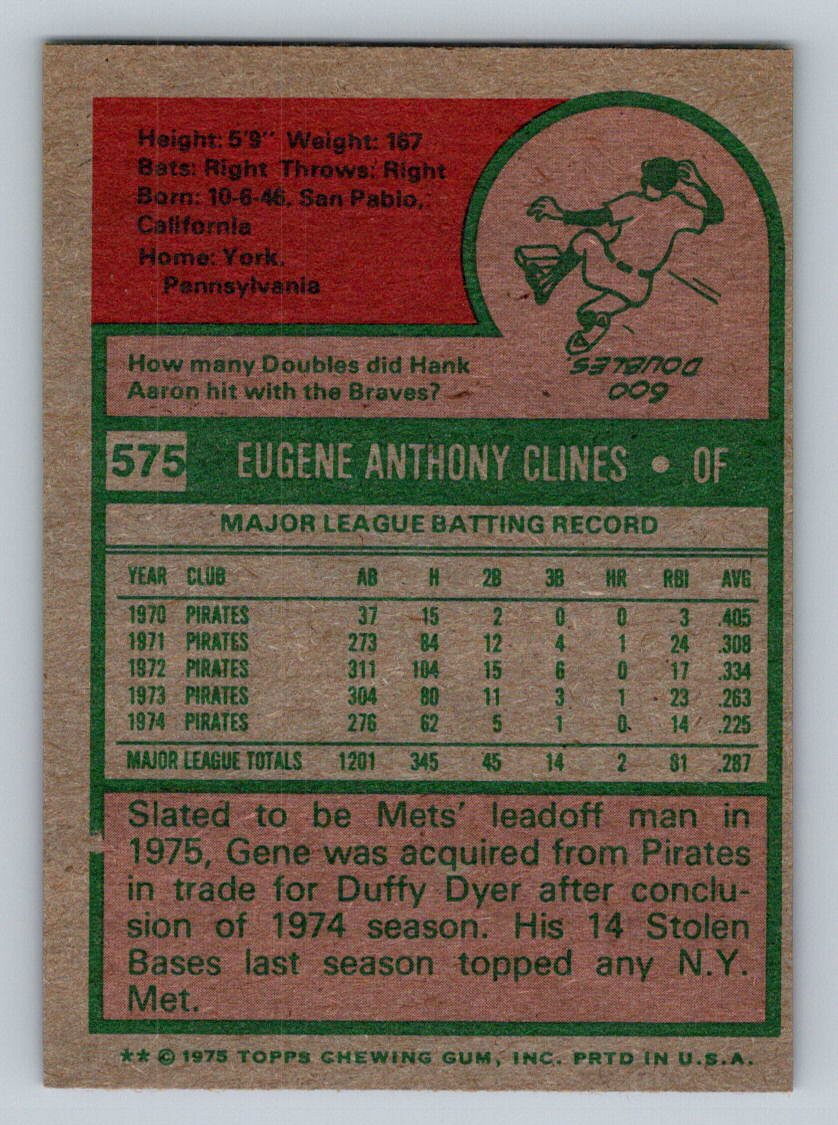 Height: 5'9" Weight: 167
Bats: Right Throws: Right
Born: 10-6-46, San Pablo,
California
Home: York,
Pennsylvania
How many Doubles did Hank
Aaron hit with the Braves?
600
DOUBLES
575 EUGENE ANTHONY CLINES • OF
MAJOR LEAGUE BATTING RECORD
YEAR CLUB AB H 2B 3B HR RBI AVG
1970 PIRATES 37 15 2 0 0 3 .405
1971 PIRATES 273 84 12 4 1 24 .308
1972 PIRATES 311 104 15 6 0 17 .334
1973 PIRATES 304 80 11 3 1 23 .263
1974 PIRATES 276 62 5 1 0 14 .225
MAJOR LEAGUE TOTALS 1201 345 45 14 2 81 .287
Slated to be Mets' leadoff man in
1975, Gene was acquired from Pirates
in trade for Duffy Dyer after conclu-
sion of 1974 season. His 14 Stolen
Bases last season topped any N.Y.
Met.
** © 1975 TOPPS CHEWING GUM, INC. PRTD IN U.S.A.